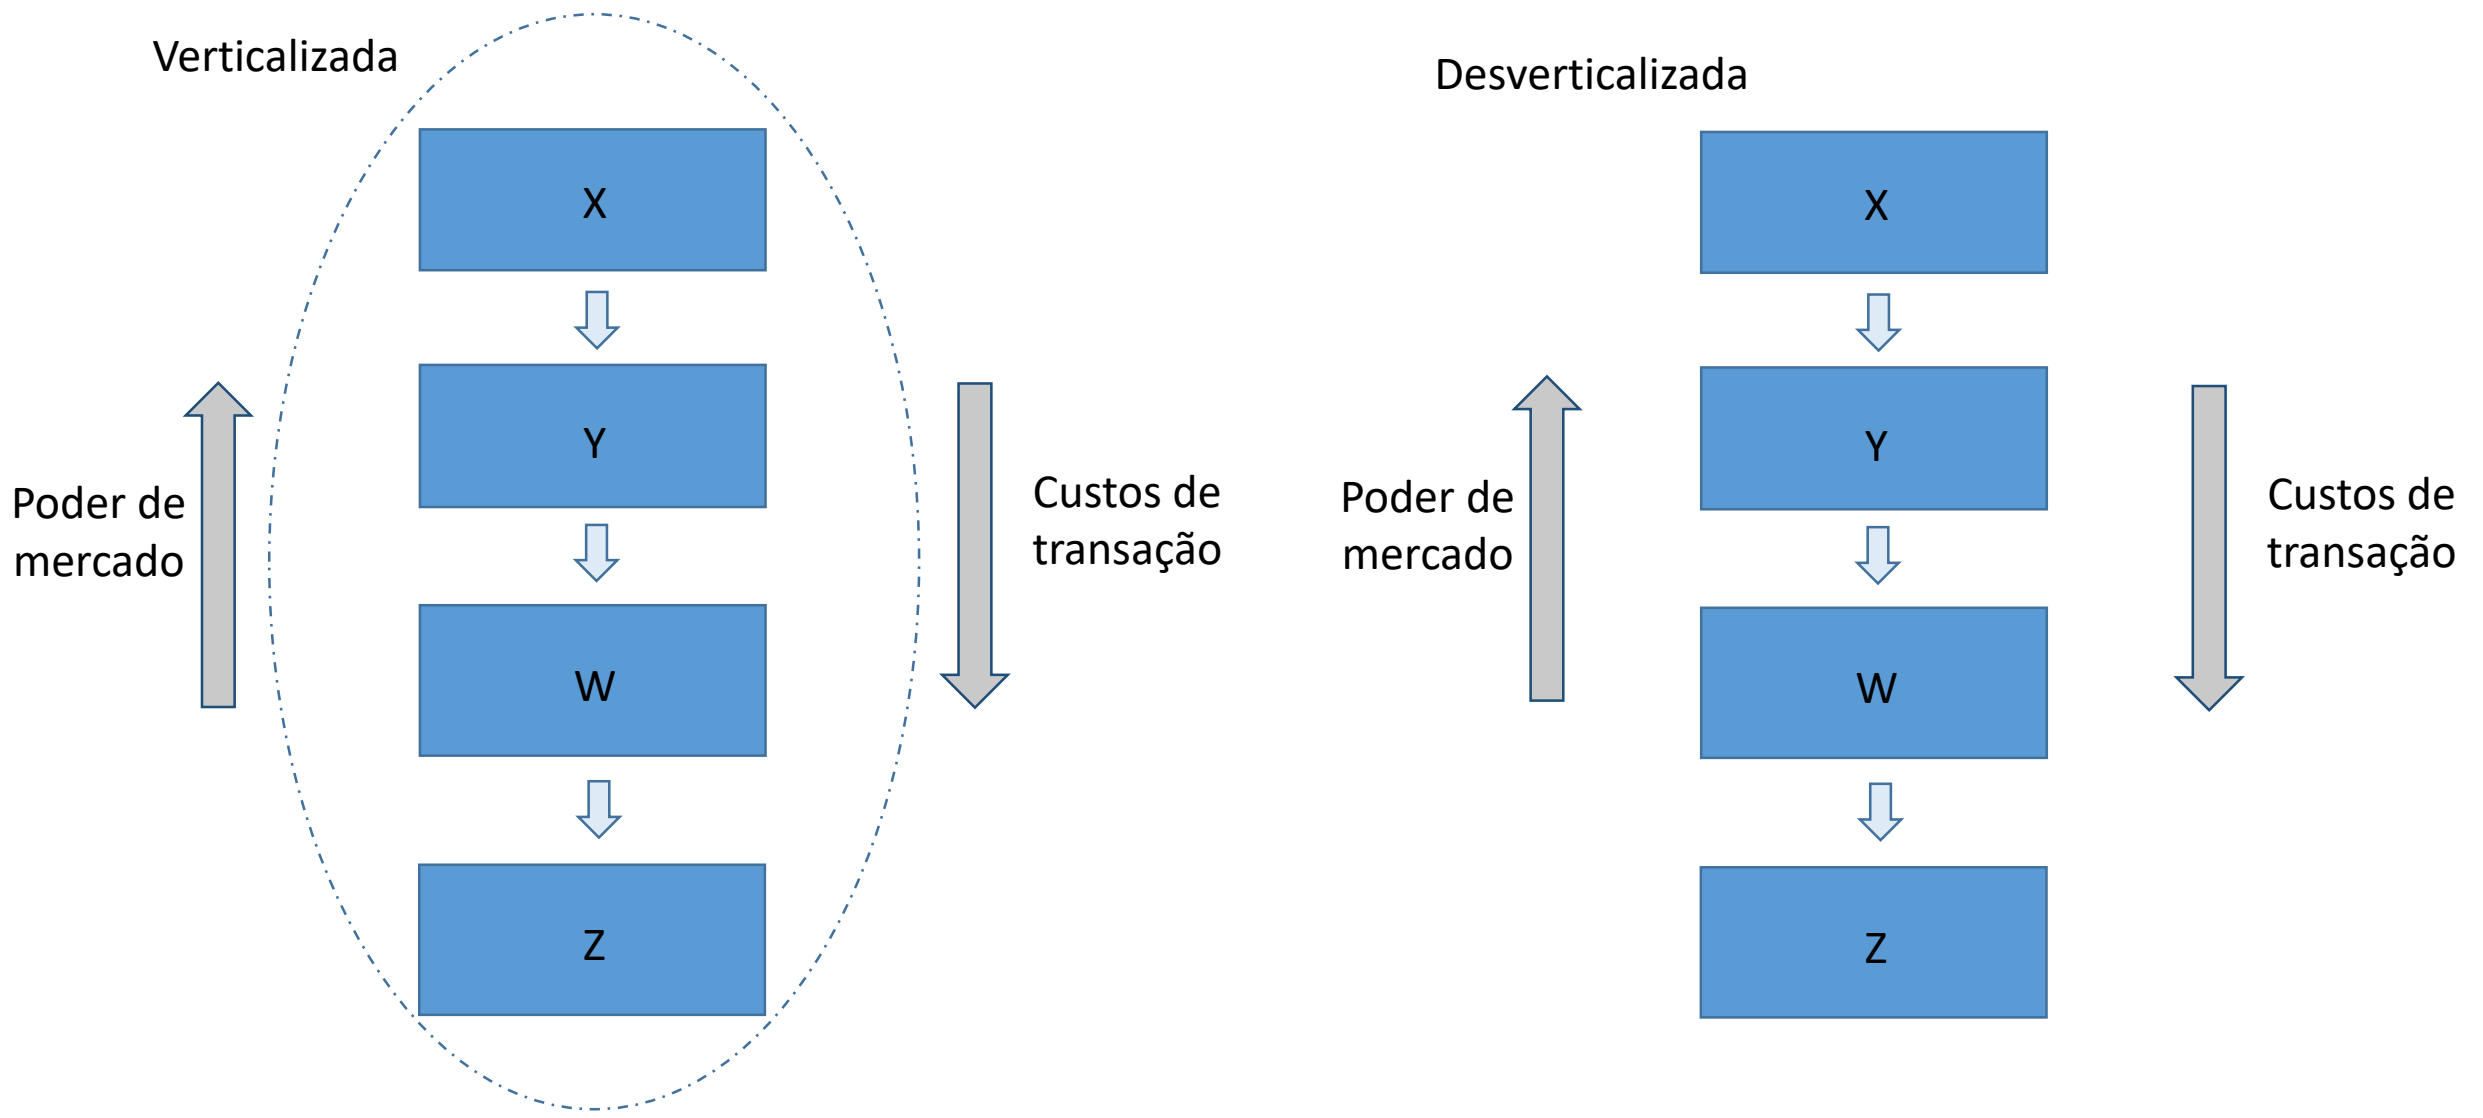 Verticalizada
X
Y
W
Z
Poder de
mercado
Custos de
transação
Desverticalizada
X
Y
W
Z
Poder de
mercado
Custos de
transação